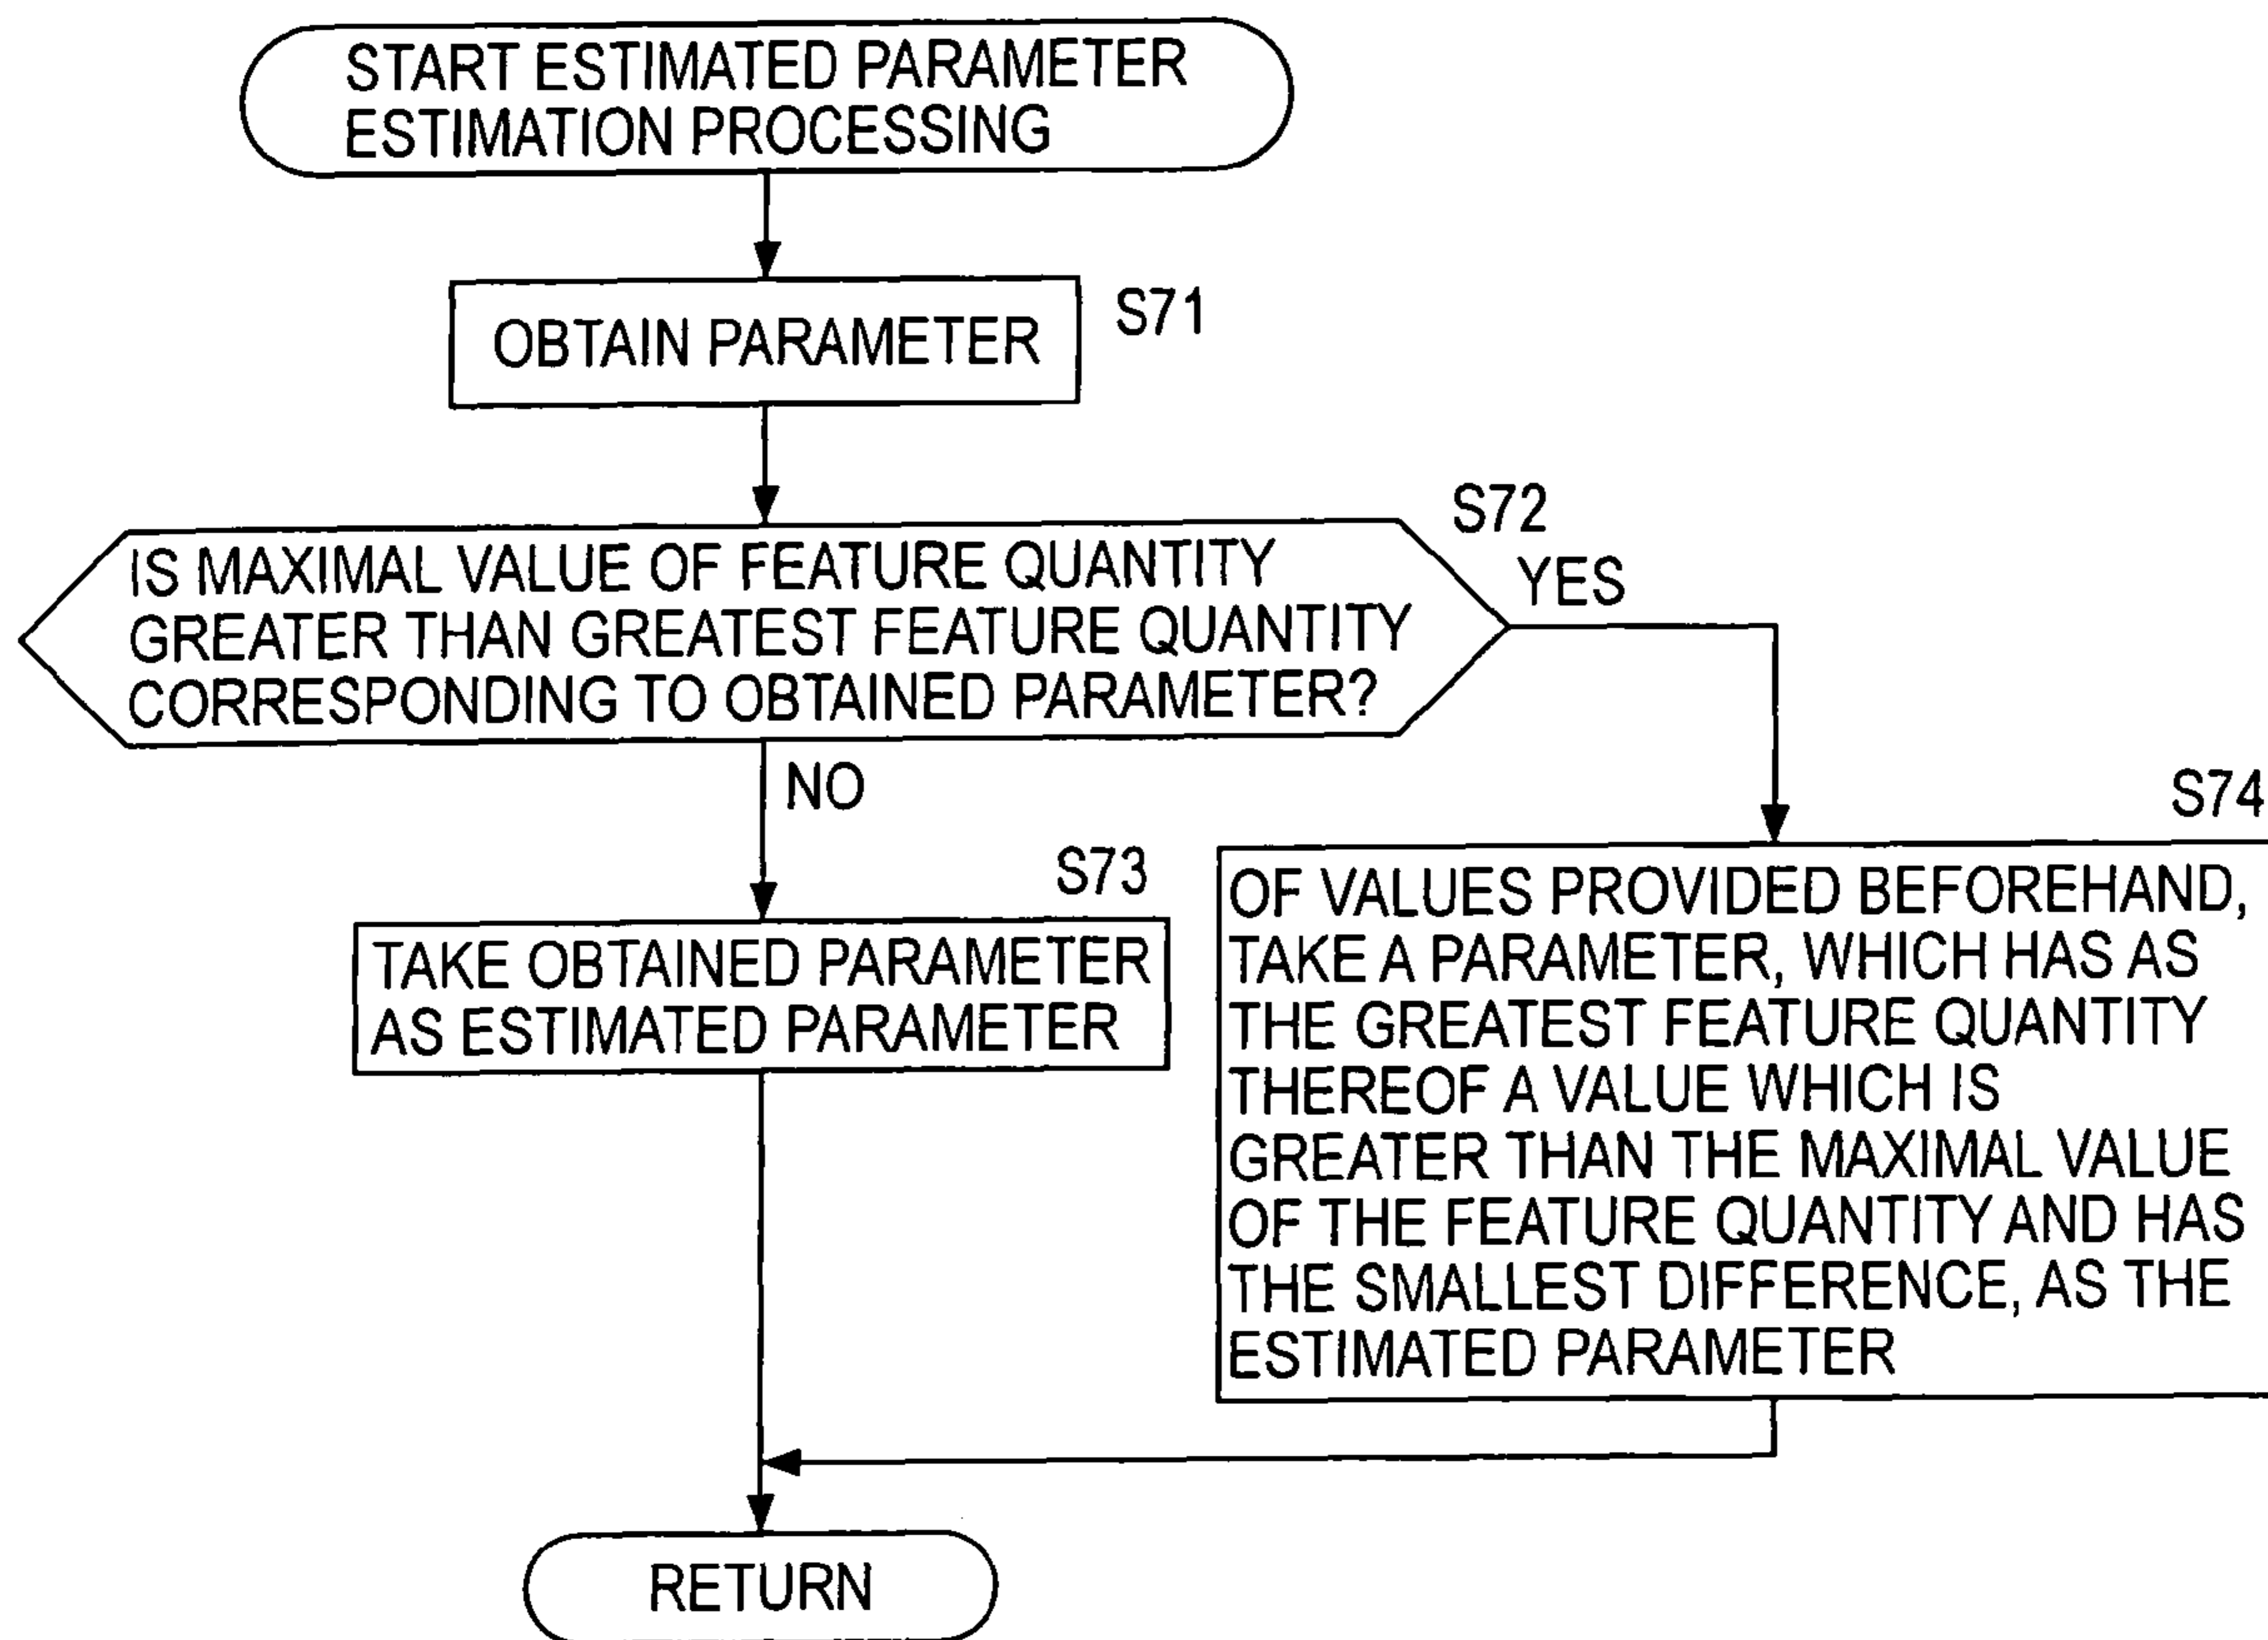 START ESTIMATED PARAMETER
ESTIMATION PROCESSING
OBTAIN PARAMETER
S71
S72
IS MAXIMAL VALUE OF FEATURE QUANTITY
GREATER THAN GREATEST FEATURE QUANTITY
CORRESPONDING TO OBTAINED PARAMETER?
YES
NO
S73
TAKE OBTAINED PARAMETER
AS ESTIMATED PARAMETER
S74
OF VALUES PROVIDED BEFOREHAND,
TAKE A PARAMETER, WHICH HAS AS
THE GREATEST FEATURE QUANTITY
THEREOF A VALUE WHICH IS
GREATER THAN THE MAXIMAL VALUE
OF THE FEATURE QUANTITY AND HAS
THE SMALLEST DIFFERENCE, AS THE
ESTIMATED PARAMETER
RETURN